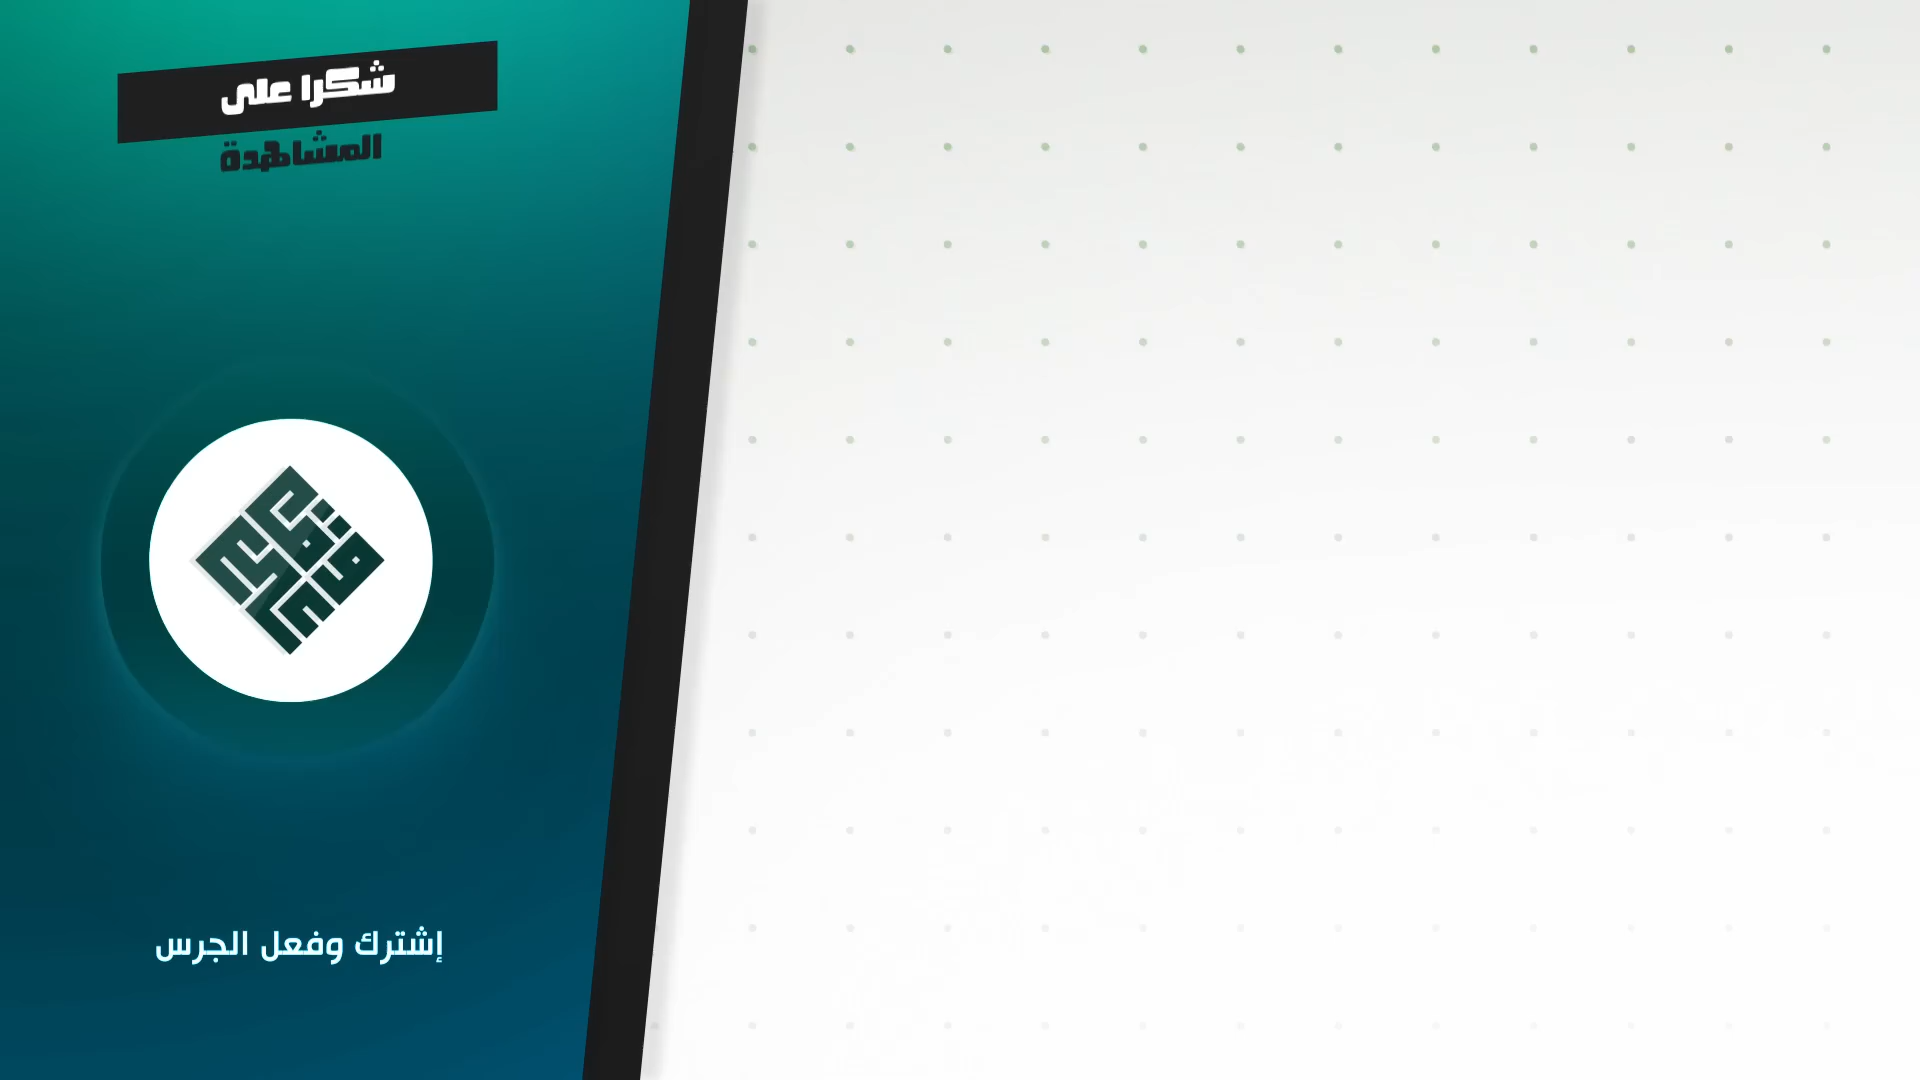 شكرا على
المشاهدة
إشترك وفعل الجرس